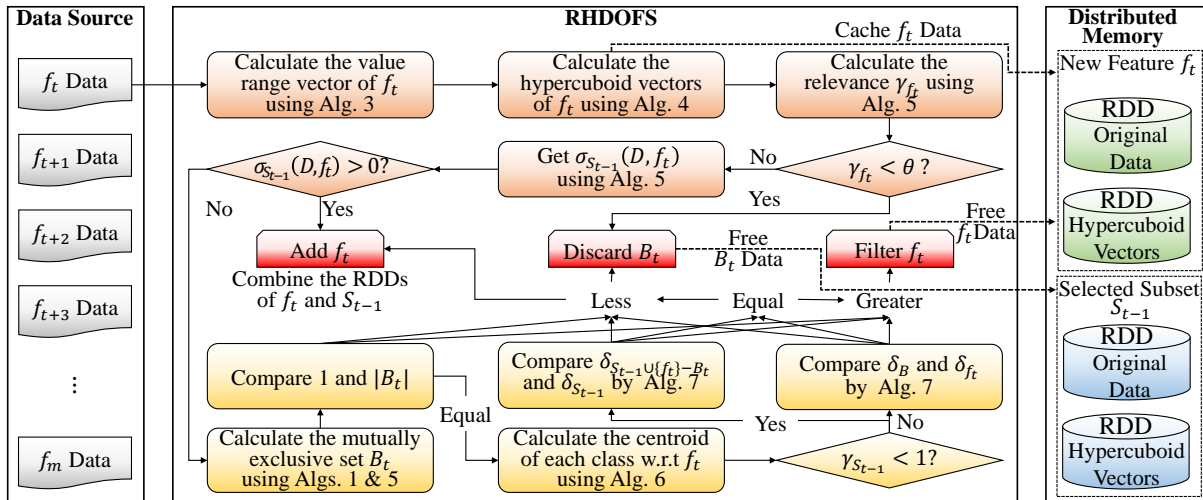 Data Source
f_t Data
f_{t+1} Data
f_{t+2} Data
f_{t+3} Data
⋮
f_m Data
RHDOFS
Cache f_t Data
Calculate the value
range vector of f_t
using Alg. 3
Calculate the
hypercuboid vectors
of f_t using Alg. 4
Calculate the
relevance γ_{f_t} using
Alg. 5
σ_{S_{t-1}}(D, f_t) > 0?
Get σ_{S_{t-1}}(D, f_t)
using Alg. 5
No
γ_{f_t} < θ ?
No
Yes
Yes
Add f_t
Combine the RDDs
of f_t and S_{t-1}
Discard B_t
Free
B_t Data
Filter f_t
Free
f_t Data
Less
Equal
Greater
Compare 1 and |B_t|
Compare δ_{S_{t-1}∪{f_t}-B_t}
and δ_{S_{t-1}} by Alg. 7
Compare δ_B and δ_{f_t}
by Alg. 7
Equal
Yes
No
Calculate the mutually
exclusive set B_t
using Algs. 1 & 5
Calculate the centroid
of each class w.r.t f_t
using Alg. 6
γ_{S_{t-1}} < 1?
Distributed
Memory
New Feature f_t
RDD
Original
Data
RDD
Hypercuboid
Vectors
Selected Subset
S_{t-1}
RDD
Original
Data
RDD
Hypercuboid
Vectors